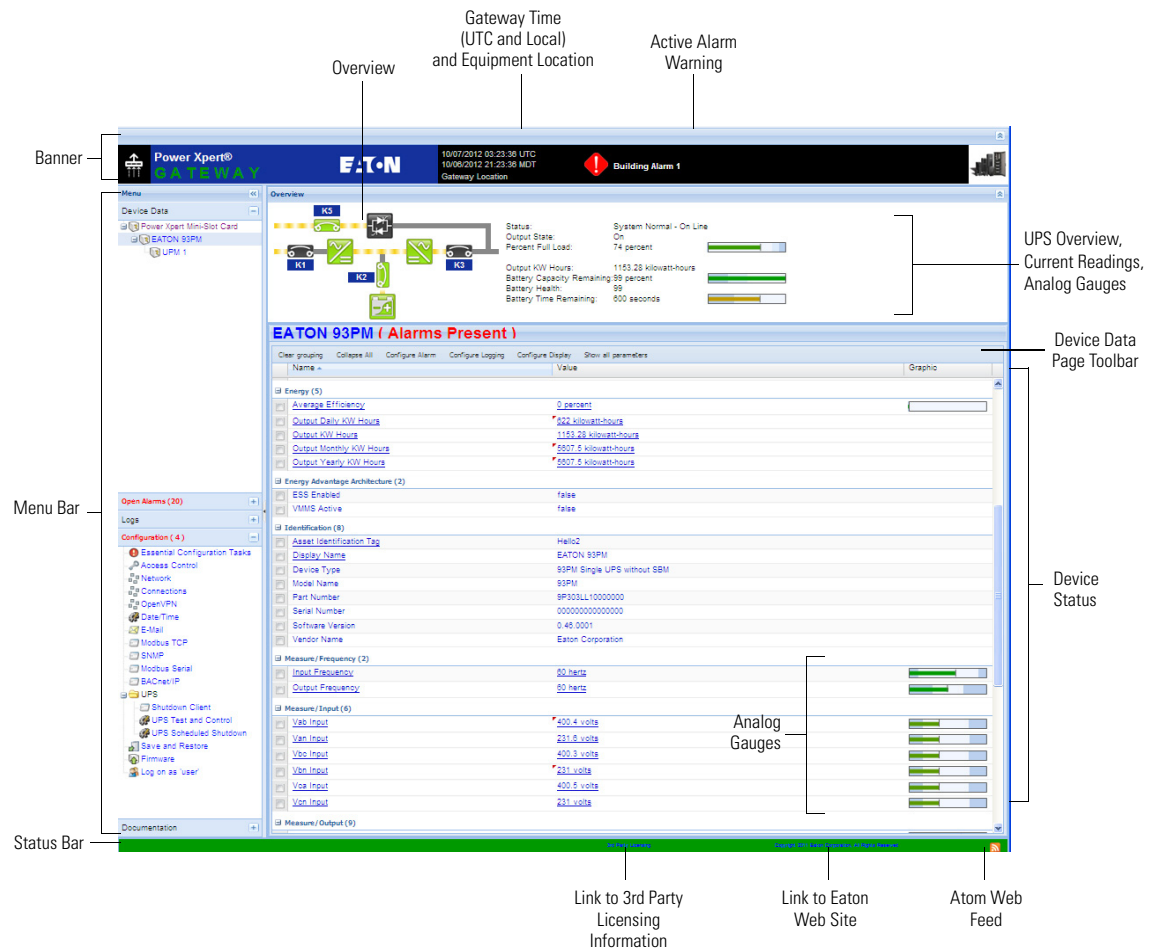 Gateway Time
(UTC and Local)
and Equipment Location
Active Alarm
Warning
Overview
Banner
Power Xpert®
GATEWAY
EATON
10/07/2012 03:23:36 UTC
10/06/2012 21:23:36 MDT
Gateway Location
Building Alarm 1
Menu
Device Data
Power Xpert Mini-Slot Card
EATON 93PM
UPM 1
Overview
K5
K1
K2
K3
Status: System Normal - On Line
Output State: On
Percent Full Load: 74 percent
Output KW Hours: 1153.28 kilowatt-hours
Battery Capacity Remaining: 99 percent
Battery Health: 99
Battery Time Remaining: 600 seconds
UPS Overview,
Current Readings,
Analog Gauges
EATON 93PM ( Alarms Present )
Device Data
Page Toolbar
Clear grouping Collapse All Configure Alarm Configure Logging Configure Display Show all parameters
Name Value Graphic
Energy (5)
Average Efficiency 0 percent
Output Daily KW Hours 622 kilowatt-hours
Output KW Hours 1153.28 kilowatt-hours
Output Monthly KW Hours 5607.5 kilowatt-hours
Output Yearly KW Hours 5607.5 kilowatt-hours
Energy Advantage Architecture (2)
ESS Enabled false
VMMS Active false
Identification (8)
Asset Identification Tag Hello2
Display Name EATON 93PM
Device Type 93PM Single UPS without SBM
Model Name 93PM
Part Number 9P303LL10000000
Serial Number 000000000000000
Software Version 0.46.0001
Vendor Name Eaton Corporation
Measure/Frequency (2)
Input Frequency 60 hertz
Output Frequency 60 hertz
Measure/Input (6)
Vab Input 400.4 volts
Van Input 231.6 volts
Vbc Input 400.3 volts
Vbn Input 231 volts
Vca Input 400.5 volts
Vcn Input 231 volts
Measure/Output (9)
Analog
Gauges
Device
Status
Menu Bar
Open Alarms (20)
Logs
Configuration ( 4 )
Essential Configuration Tasks
Access Control
Network
Connections
OpenVPN
Date/Time
E-Mail
Modbus TCP
SNMP
Modbus Serial
BACnet/IP
UPS
Shutdown Client
UPS Test and Control
UPS Scheduled Shutdown
Save and Restore
Firmware
Log on as 'user'
Documentation
Status Bar
3rd Party Licensing
Copyright 2011 Eaton Corporation. All Rights Reserved.
Link to 3rd Party
Licensing
Information
Link to Eaton
Web Site
Atom Web
Feed